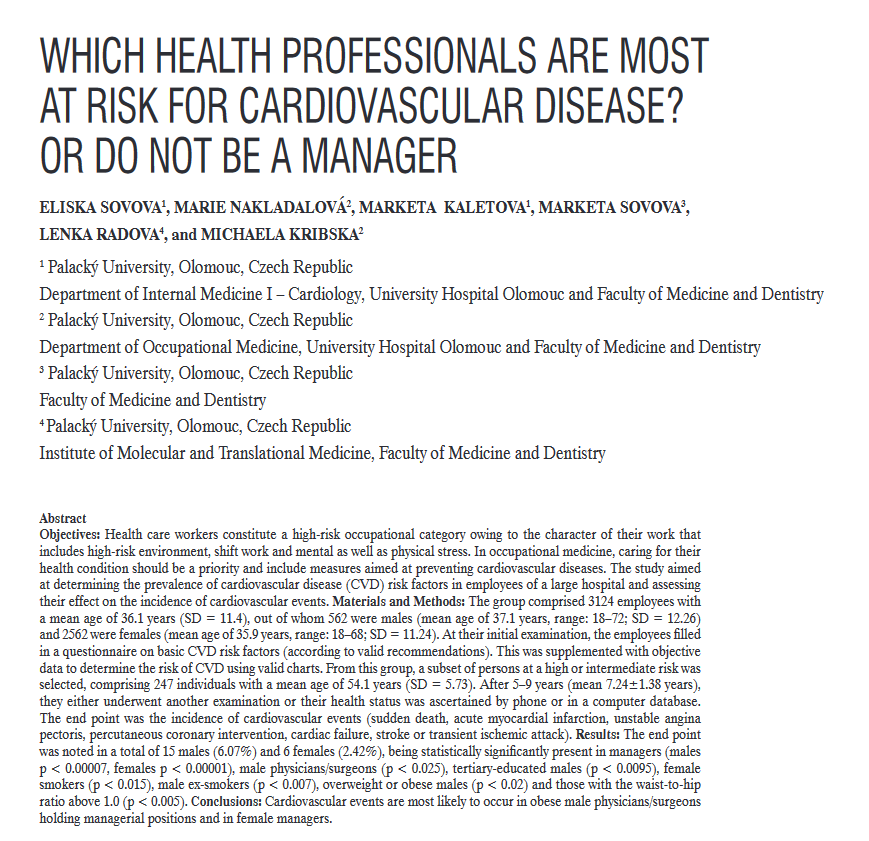 WHICH HEALTH PROFESSIONALS ARE MOST
AT RISK FOR CARDIOVASCULAR DISEASE?
OR DO NOT BE A MANAGER
ELISKA SOVOVA¹, MARIE NAKLADALOVÁ², MARKETA KALETOVA¹, MARKETA SOVOVA³,
LENKA RADOVA⁴, and MICHAELA KRIBSKA²
¹ Palacký University, Olomouc, Czech Republic
Department of Internal Medicine I – Cardiology, University Hospital Olomouc and Faculty of Medicine and Dentistry
² Palacký University, Olomouc, Czech Republic
Department of Occupational Medicine, University Hospital Olomouc and Faculty of Medicine and Dentistry
³ Palacký University, Olomouc, Czech Republic
Faculty of Medicine and Dentistry
⁴ Palacký University, Olomouc, Czech Republic
Institute of Molecular and Translational Medicine, Faculty of Medicine and Dentistry
Abstract
Objectives: Health care workers constitute a high-risk occupational category owing to the character of their work that
includes high-risk environment, shift work and mental as well as physical stress. In occupational medicine, caring for their
health condition should be a priority and include measures aimed at preventing cardiovascular diseases. The study aimed
at determining the prevalence of cardiovascular disease (CVD) risk factors in employees of a large hospital and assessing
their effect on the incidence of cardiovascular events. Materials and Methods: The group comprised 3124 employees with
a mean age of 36.1 years (SD = 11.4), out of whom 562 were males (mean age of 37.1 years, range: 18–72; SD = 12.26)
and 2562 were females (mean age of 35.9 years, range: 18–68; SD = 11.24). At their initial examination, the employees filled
in a questionnaire on basic CVD risk factors (according to valid recommendations). This was supplemented with objective
data to determine the risk of CVD using valid charts. From this group, a subset of persons at a high or intermediate risk was
selected, comprising 247 individuals with a mean age of 54.1 years (SD = 5.73). After 5–9 years (mean 7.24±1.38 years),
they either underwent another examination or their health status was ascertained by phone or in a computer database.
The end point was the incidence of cardiovascular events (sudden death, acute myocardial infarction, unstable angina
pectoris, percutaneous coronary intervention, cardiac failure, stroke or transient ischemic attack). Results: The end point
was noted in a total of 15 males (6.07%) and 6 females (2.42%), being statistically significantly present in managers (males
p < 0.00007, females p < 0.00001), male physicians/surgeons (p < 0.025), tertiary-educated males (p < 0.0095), female
smokers (p < 0.015), male ex-smokers (p < 0.007), overweight or obese males (p < 0.02) and those with the waist-to-hip
ratio above 1.0 (p < 0.005). Conclusions: Cardiovascular events are most likely to occur in obese male physicians/surgeons
holding managerial positions and in female managers.